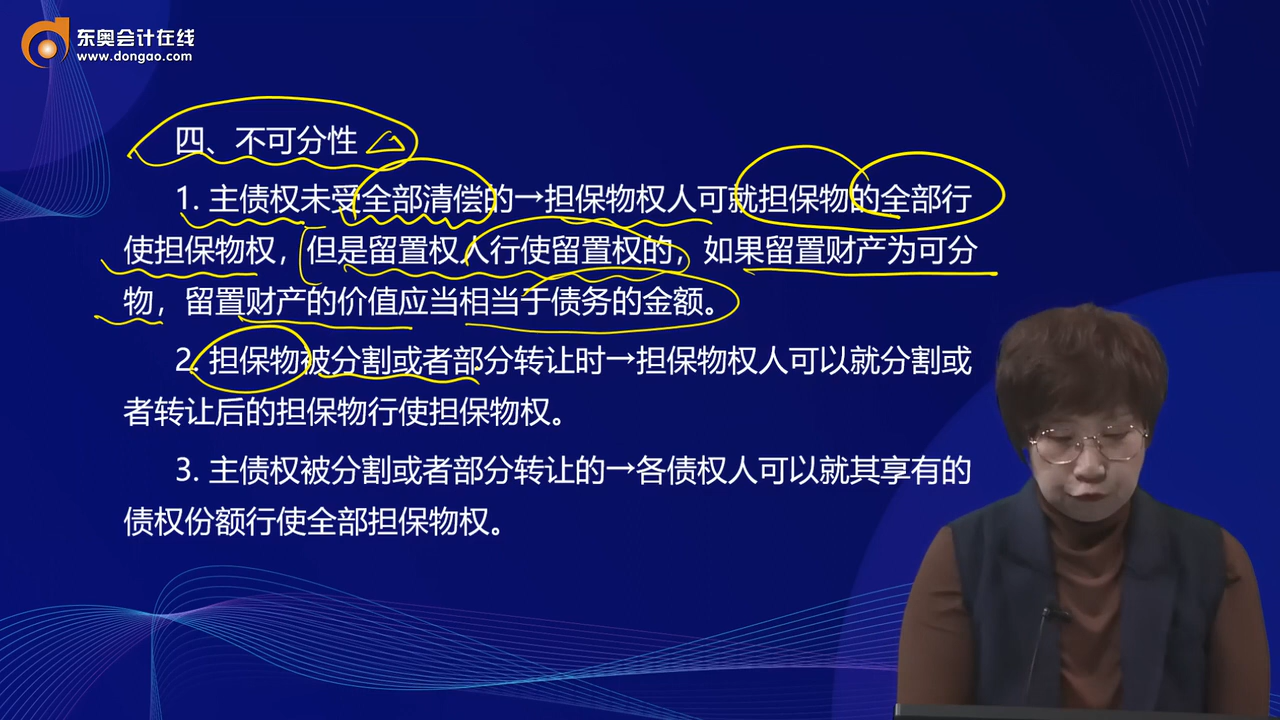 东奥会计在线
www.dongao.com
四、不可分性
1. 主债权未受全部清偿的→担保物权人可就担保物的全部行
使担保物权，但是留置权人行使留置权的，如果留置财产为可分
物，留置财产的价值应当相当于债务的金额。
2. 担保物被分割或者部分转让时→担保物权人可以就分割或
者转让后的担保物行使担保物权。
3. 主债权被分割或者部分转让的→各债权人可以就其享有的
债权份额行使全部担保物权。